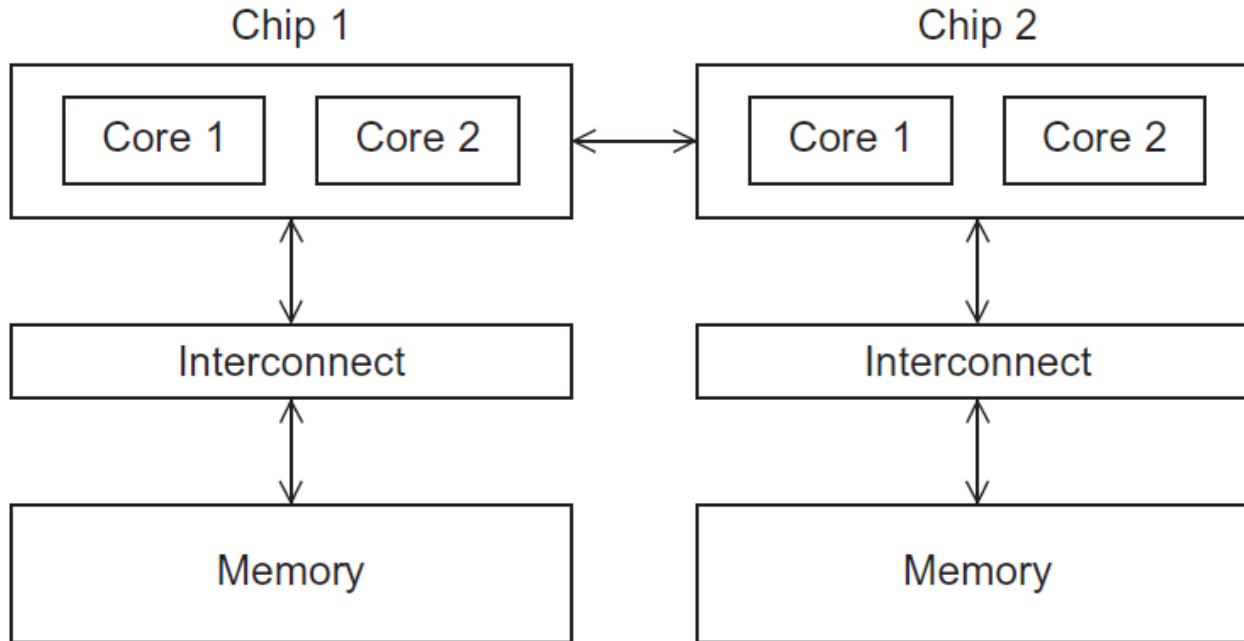 Chip 1
Chip 2
Core 1
Core 2
Core 1
Core 2
Interconnect
Interconnect
Memory
Memory